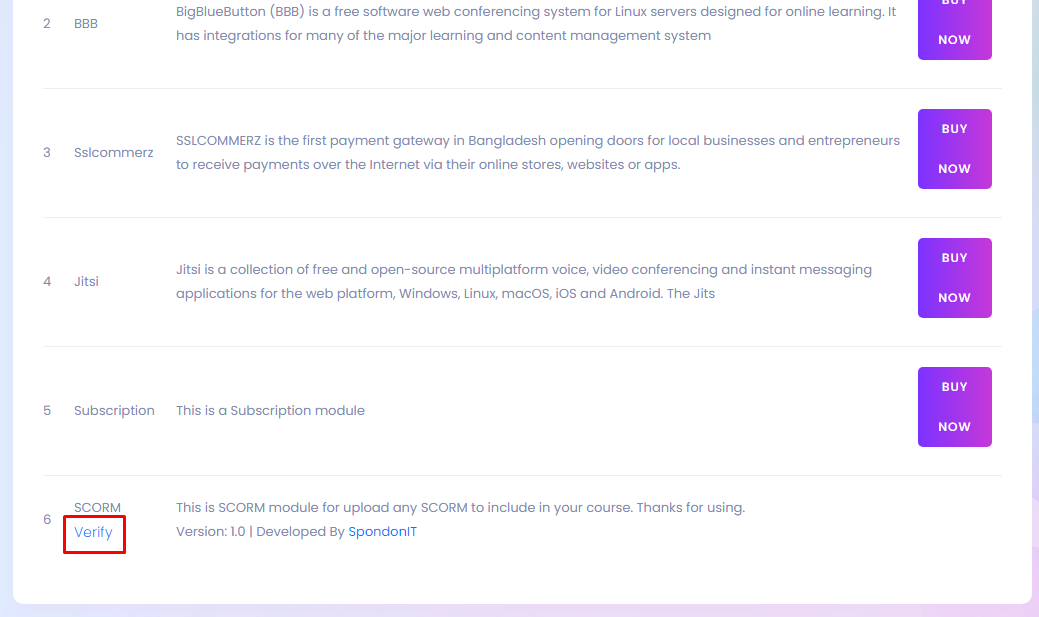 BUY
BigBlueButton (BBB) is a free software web conferencing system for Linux servers designed for online learning. It
2 BBB
has integrations for many of the major learning and content management system
NOW
BUY
SSLCOMMERZ is the first payment gateway in Bangladesh opening doors for local businesses and entrepreneurs
3 Sslcommerz
to receive payments over the Internet via their online stores, websites or apps.
NOW
BUY
Jitsi is a collection of free and open-source multiplatform voice, video conferencing and instant messaging
4 Jitsi
applications for the web platform, Windows, Linux, macOS, iOS and Android. The Jits
NOW
BUY
5 Subscription This is a Subscription module
NOW
SCORM This is SCORM module for upload any SCORM to include in your course. Thanks for using.
6
Verify Version: 1.0 | Developed By SpondonIT